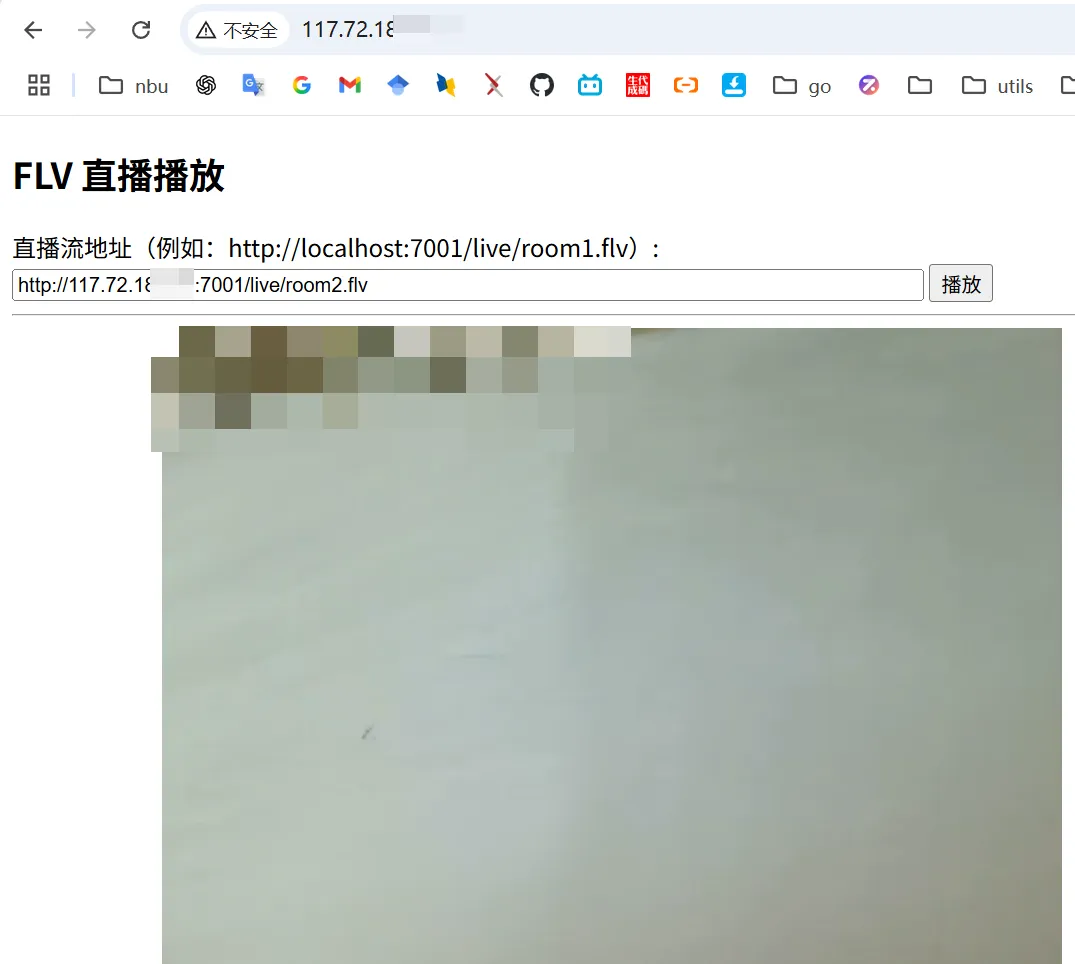 不安全 117.72.18
nbu go utils
生代成码
FLV 直播播放
直播流地址（例如：http://localhost:7001/live/room1.flv）：
http://117.72.18 :7001/live/room2.flv 播放